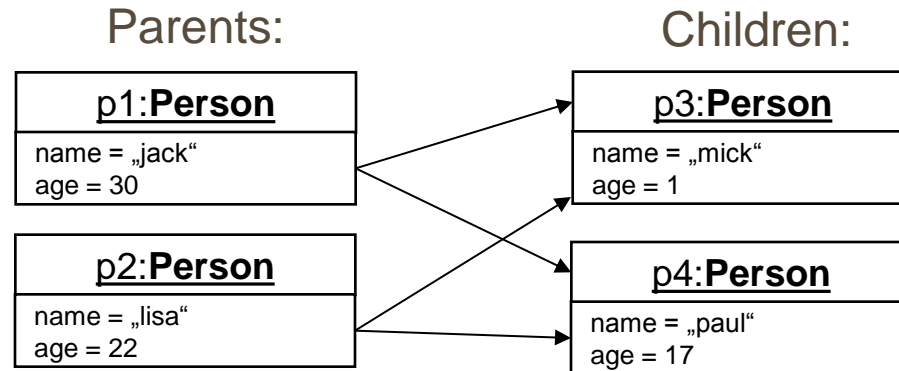 Parents:
Children:
p1:Person
name = „jack“
age = 30
p2:Person
name = „lisa“
age = 22
p3:Person
name = „mick“
age = 1
p4:Person
name = „paul“
age = 17